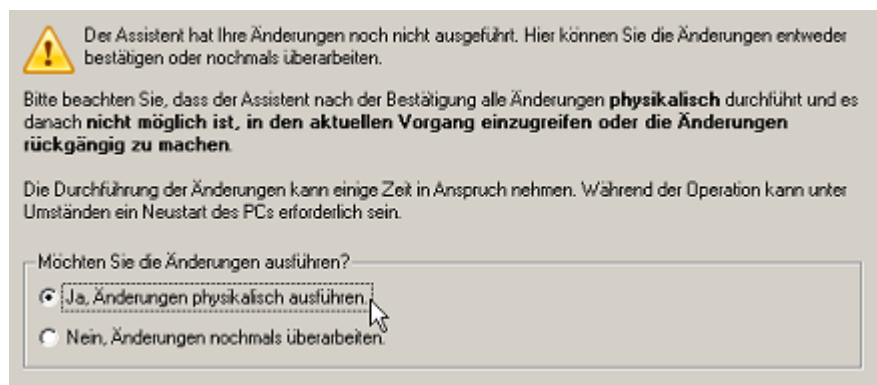 Der Assistent hat Ihre Änderungen noch nicht ausgeführt. Hier können Sie die Änderungen entweder
bestätigen oder nochmals überarbeiten.
Bitte beachten Sie, dass der Assistent nach der Bestätigung alle Änderungen physikalisch durchführt und es
danach nicht möglich ist, in den aktuellen Vorgang einzugreifen oder die Änderungen
rückgängig zu machen.
Die Durchführung der Änderungen kann einige Zeit in Anspruch nehmen. Während der Operation kann unter
Umständen ein Neustart des PCs erforderlich sein.
Möchten Sie die Änderungen ausführen?
Ja, Änderungen physikalisch ausführen.
Nein, Änderungen nochmals überarbeiten.